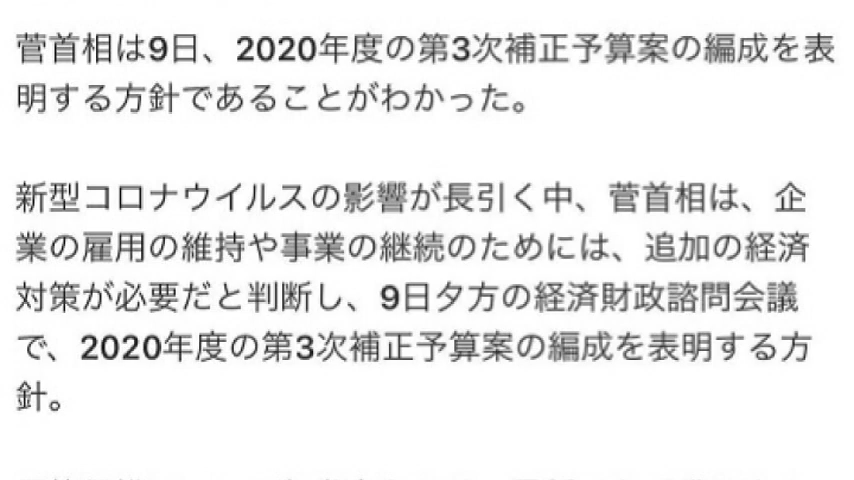 菅首相は9日、2020年度の第3次補正予算案の編成を表
明する方針であることがわかった。
新型コロナウイルスの影響が長引く中、菅首相は、企
業の雇用の維持や事業の継続のためには、追加の経済
対策が必要だと判断し、9日夕方の経済財政諮問会議
で、2020年度の第3次補正予算案の編成を表明する方
針。